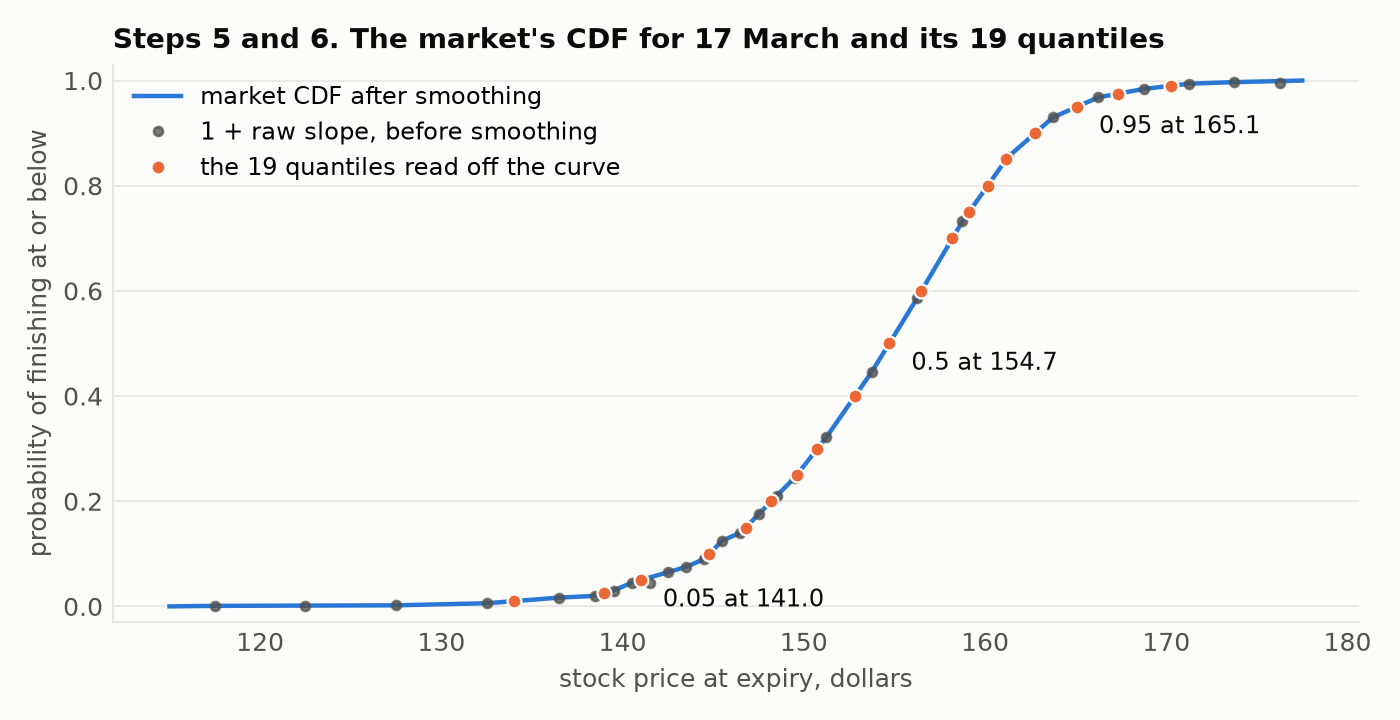 Steps 5 and 6. The market's CDF for 17 March and its 19 quantiles
market CDF after smoothing
1 + raw slope, before smoothing
the 19 quantiles read off the curve
probability of finishing at or below
1.0
0.8
0.6
0.4
0.2
0.0
0.95 at 165.1
0.5 at 154.7
0.05 at 141.0
120 130 140 150 160 170 180
stock price at expiry, dollars